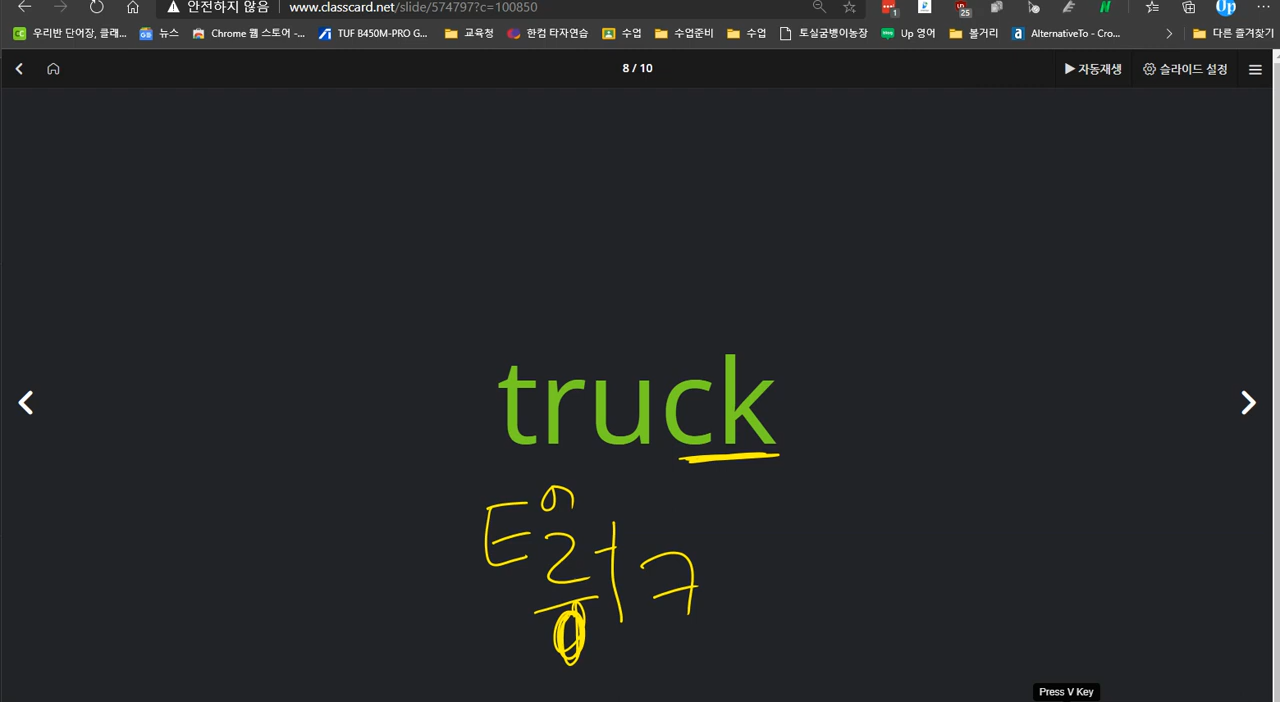 안전하지 않음 | www.classcard.net/slide/574797?c=100850
1 25 Up
우리반 단어장, 클래... 뉴스 Chrome 웹 스토어 -... TUF B450M-PRO G... 교육청 한컴 타자연습 수업 수업준비 수업 토실굼벵이농장 Up 영어 볼거리 AlternativeTo - Cro... 다른 즐겨찾기
8 / 10 자동재생 슬라이드 설정
truck
Press V Key